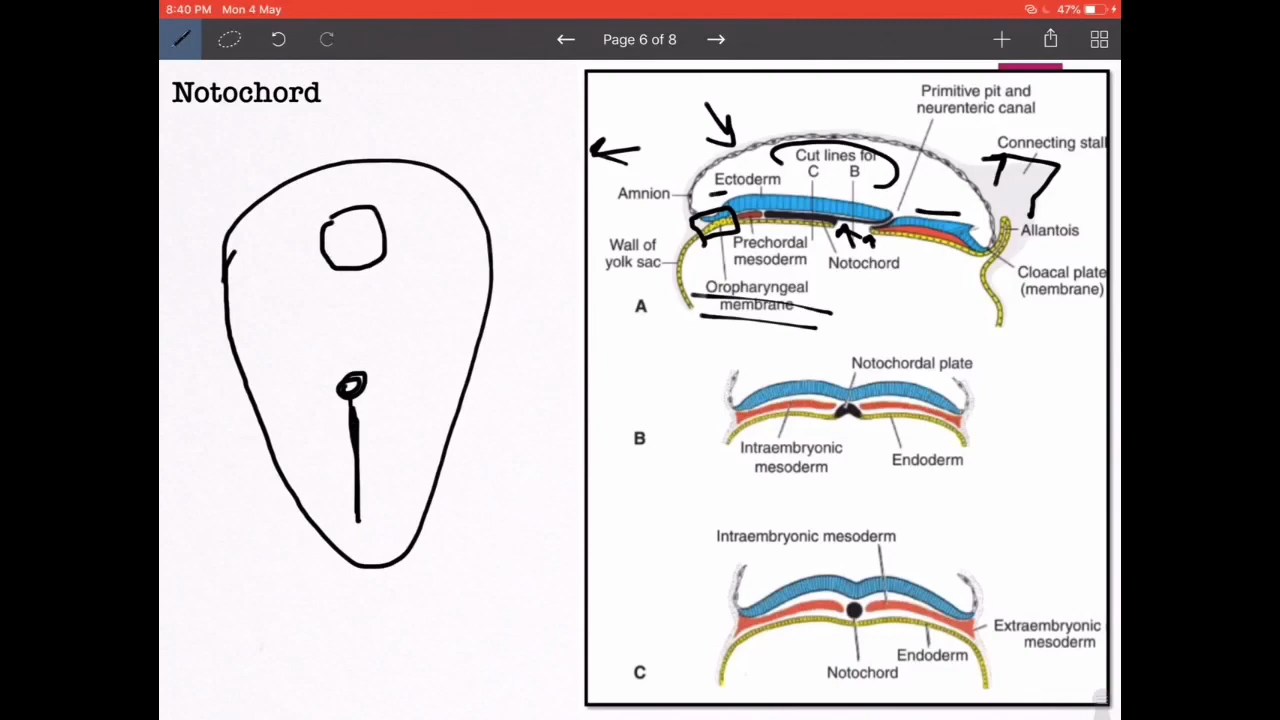 8:40 PM Mon 4 May
47%
Page 6 of 8
Notochord
Primitive pit and
neurenteric canal
Connecting stal
Cut lines for
C B
Ectoderm
Amnion
Allantois
Wall of
yolk sac
Prechordal
mesoderm
Notochord
Cloacal plate
(membrane)
Oropharyngeal
membrane
A
Notochordal plate
B
Intraembryonic
mesoderm
Endoderm
Intraembryonic mesoderm
Extraembryonic
mesoderm
Endoderm
Notochord
C